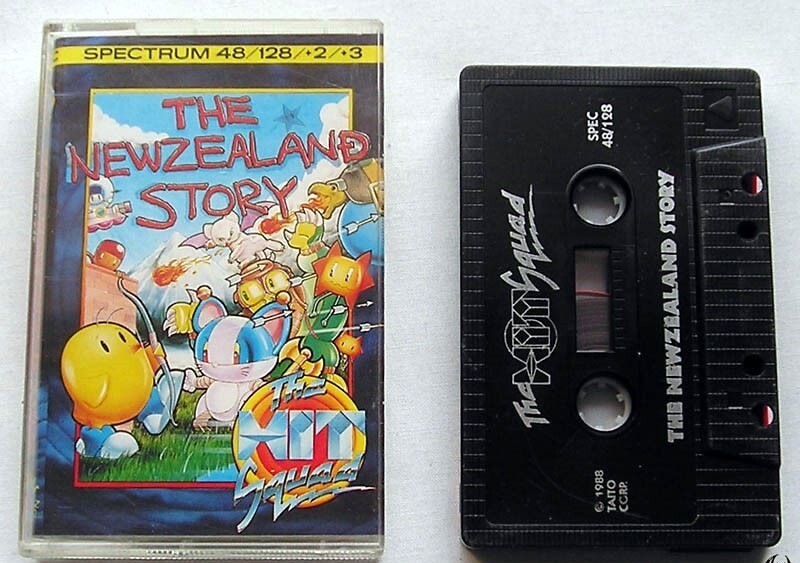 SPECTRUM 48/128/+2/+3
THE
NEWZEALAND
STORY
The
HIT
Squad
The HIT Squad
SPEC
48/128
THE NEWZEALAND STORY
© 1988
TAITO
CORP.